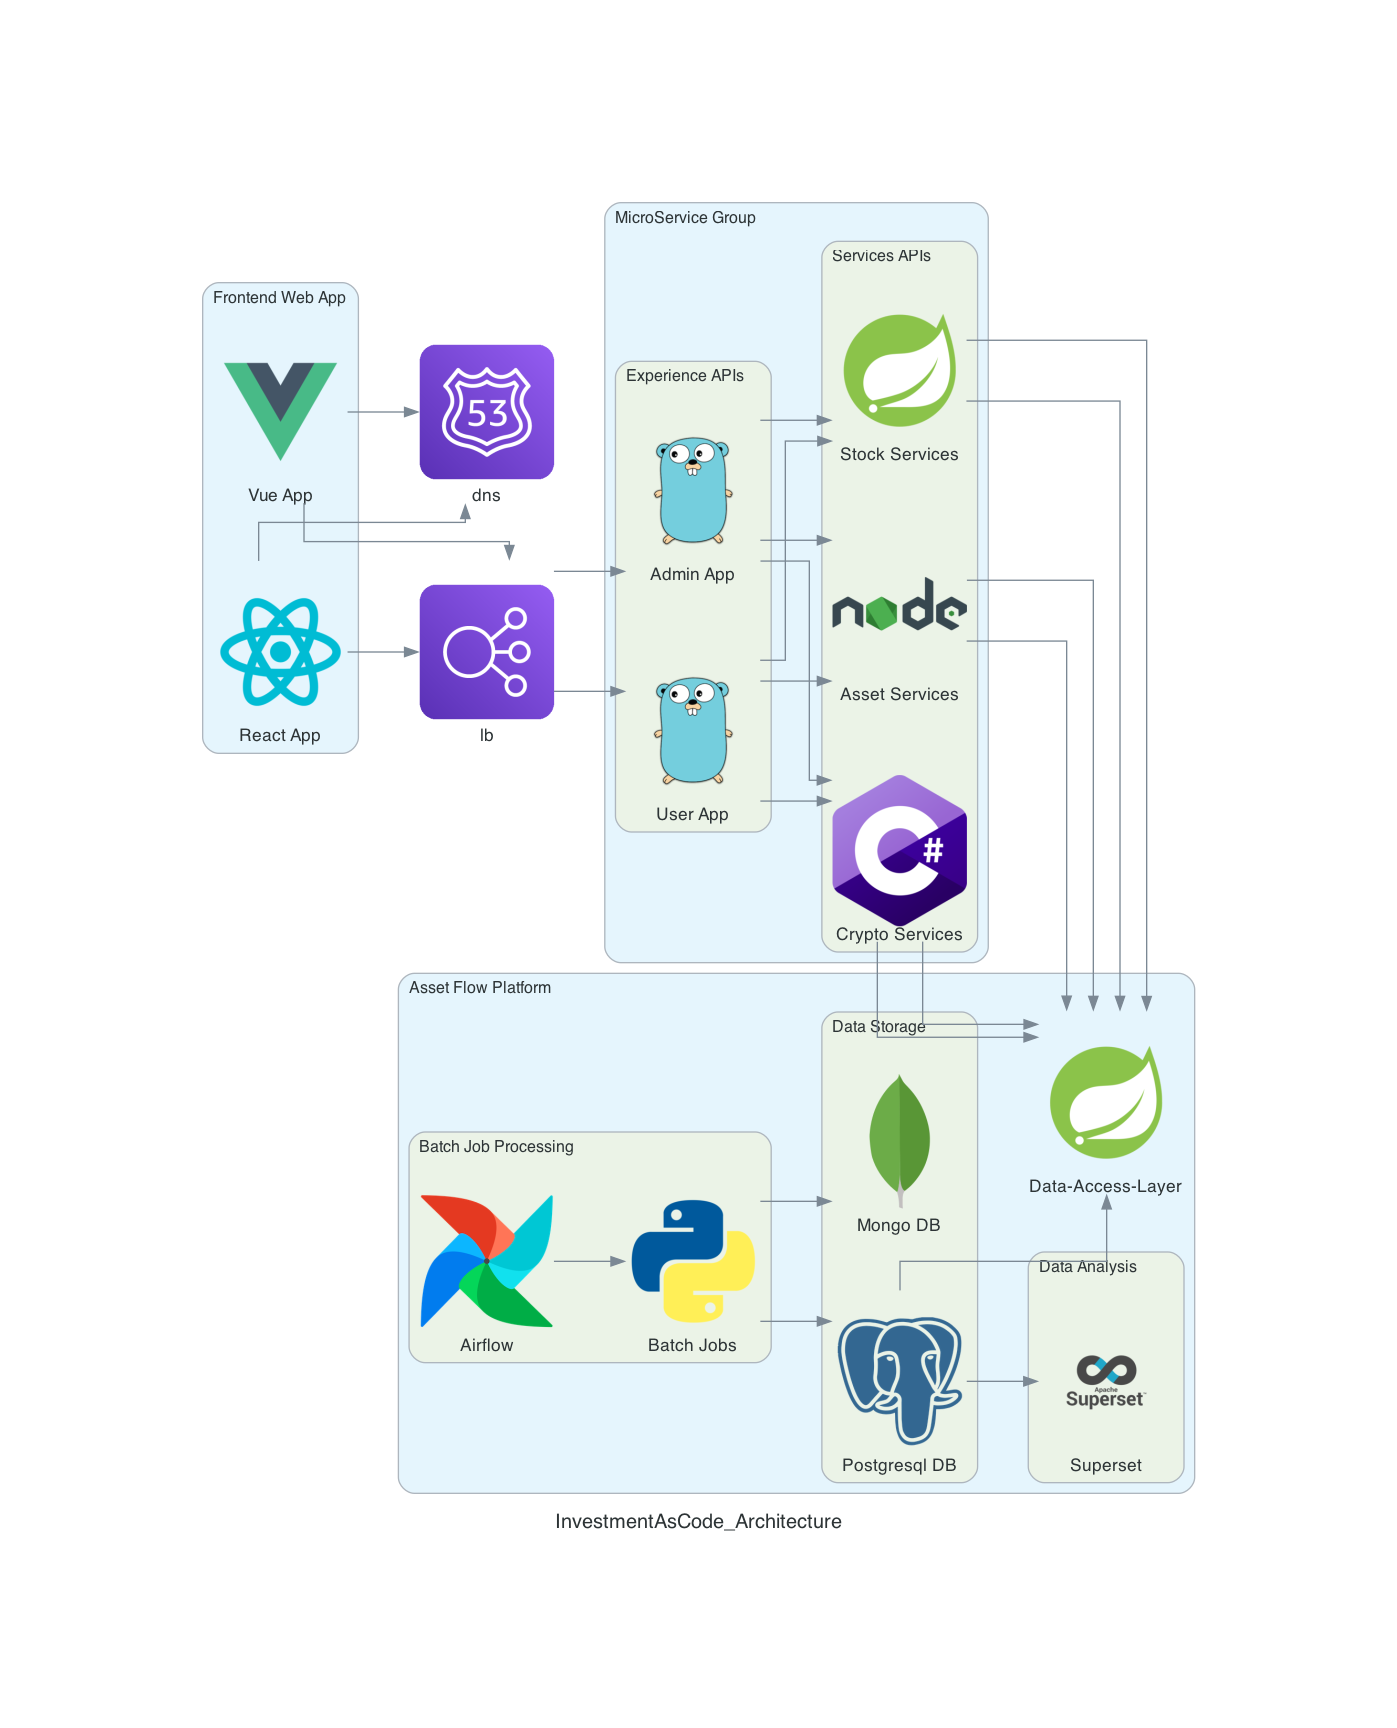 MicroService Group
Services APIs
Frontend Web App
Experience APIs
53
Stock Services
Vue App
dns
Admin App
node
Asset Services
React App
lb
User App
C#
Crypto Services
Asset Flow Platform
Data Storage
Batch Job Processing
Data-Access-Layer
Mongo DB
Data Analysis
Airflow
Batch Jobs
Apache
Superset
Postgresql DB
Superset
InvestmentAsCode_Architecture